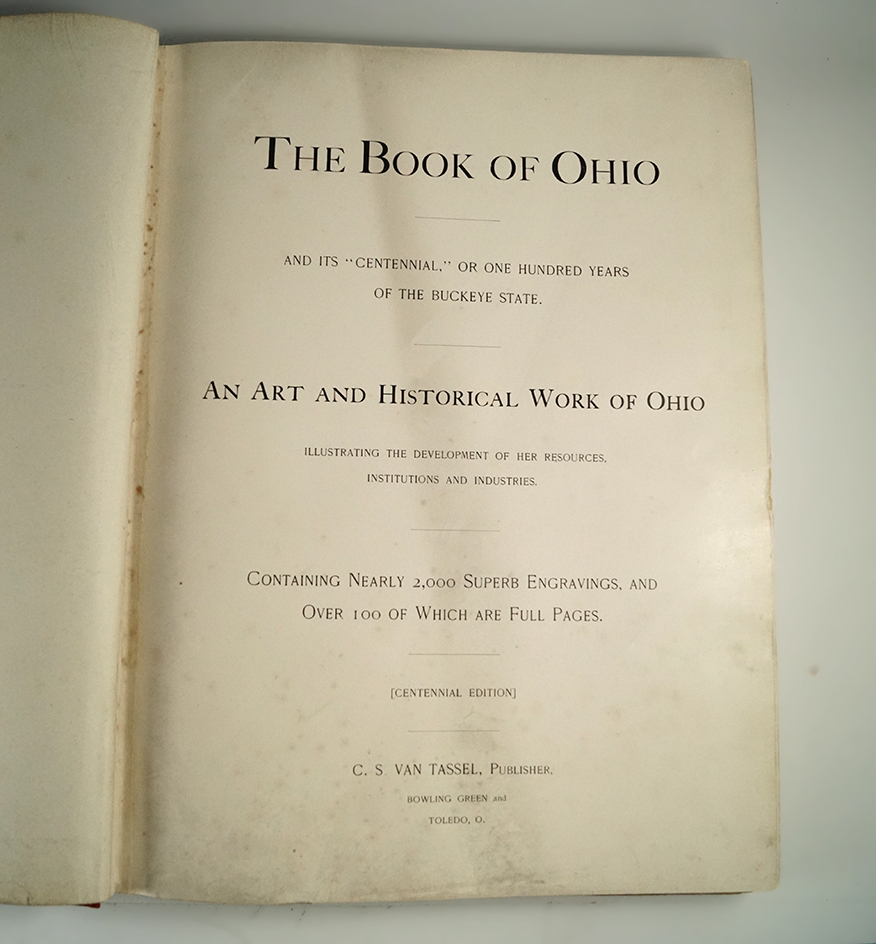 The Book of Ohio
AND ITS "CENTENNIAL," OR ONE HUNDRED YEARS
OF THE BUCKEYE STATE.
An Art and Historical Work of Ohio
ILLUSTRATING THE DEVELOPMENT OF HER RESOURCES,
INSTITUTIONS AND INDUSTRIES.
Containing Nearly 2,000 Superb Engravings, and
Over 100 of Which are Full Pages.
[CENTENNIAL EDITION]
C. S. VAN TASSEL, Publisher,
BOWLING GREEN and
TOLEDO, O.